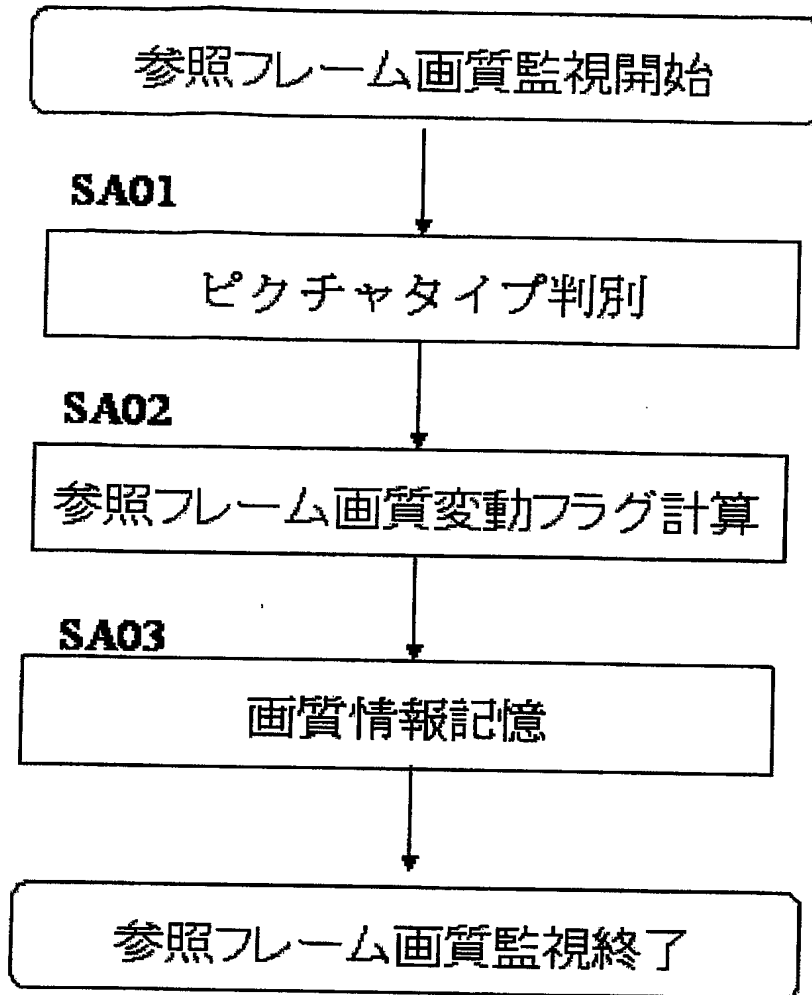 参照フレーム画質監視開始
SA01
ピクチャタイプ判別
SA02
参照フレーム画質変動フラグ計算
SA03
画質情報記憶
参照フレーム画質監視終了